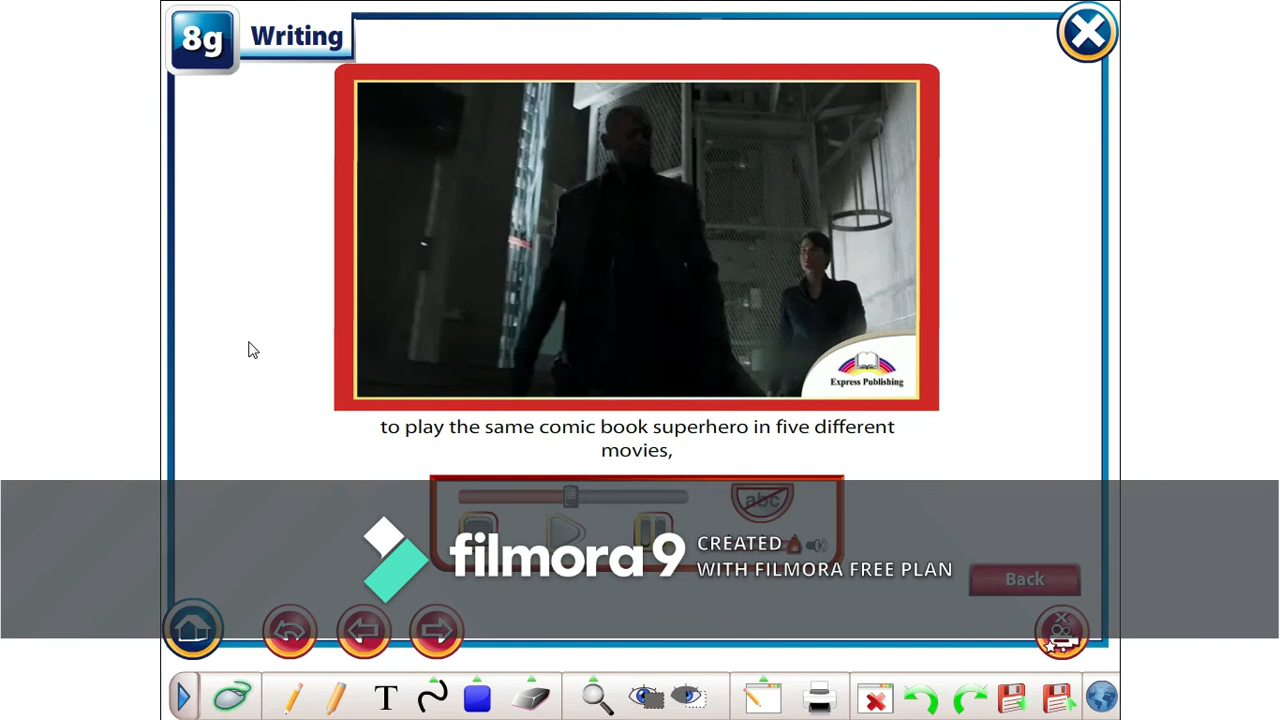 8g Writing
Express Publishing
to play the same comic book superhero in five different
movies,
abc
filmora9 CREATED
WITH FILMORA FREE PLAN
Back
T